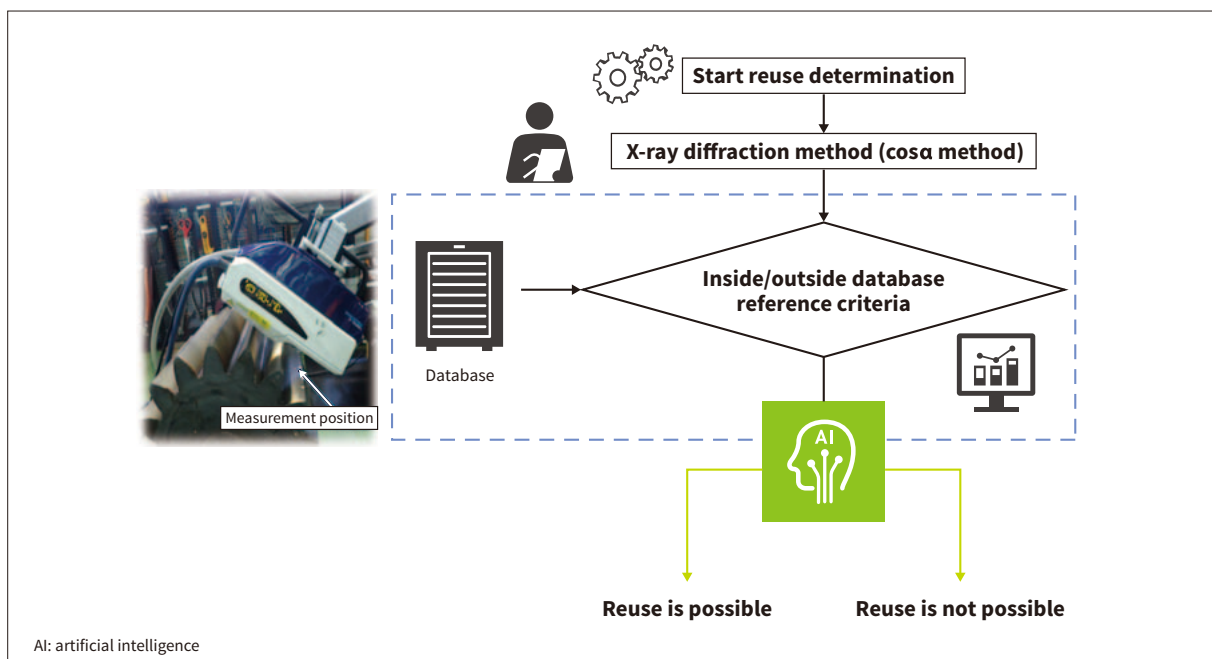 Start reuse determination
X-ray diffraction method (cosα method)
Inside/outside database
reference criteria
Database
Measurement position
AI
Reuse is possible
Reuse is not possible
AI: artificial intelligence